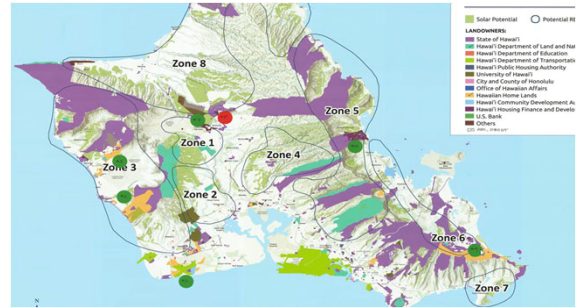 Solar Potential
Potential RE
LANDOWNERS:
State of Hawai'i
Hawai'i Department of Land and Nat
Hawai'i Department of Education
Hawai'i Department of Transportatio
Hawai'i Public Housing Authority
University of Hawai'i
City and County of Honolulu
Office of Hawaiian Affairs
Hawaiian Home Lands
Hawai'i Community Development Au
Hawai'i Housing Finance and Develo
U.S. Bank
Others
Zone 8
Zone 5
Zone 1
Zone 4
Zone 3
Zone 2
Zone 6
Zone 7